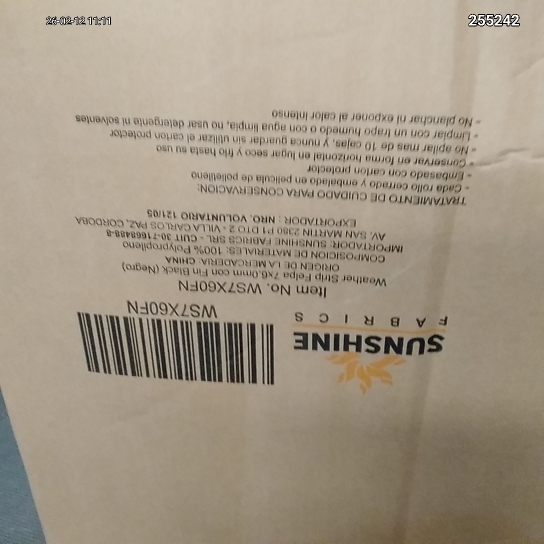 26-02-12 11:11
255242
SUNSHINE
FABRICS
WS7X60FN
Item No. WS7X60FN
Weather Strip Felpa 7x6.0mm con Fin Black (Negro)
ORIGEN DE LA MERCADERIA: CHINA
COMPOSICION DE MATERIALES: 100% Polypropileno
IMPORTADOR: SUNSHINE FABRICS SRL - CUIT 30-71668488-8
AV. SAN MARTIN 2380 P1 DTO 2 - VILLA CARLOS PAZ, CORDOBA
EXPORTADOR: NRO. VOLUNTARIO 121/05
TRATAMIENTO DE CUIDADO PARA CONSERVACION:
- Cada rollo cerrado y embalado en pelicula de polietileno
- Embasado con carton protector
- Conserver en forma horizontal en lugar seco y frio hasta su uso
- No apilar mas de 10 cajas, y nunca guardar sin utilizar el carton protector
- Limpiar con un trapo humedo o con agua limpia, no usar detergente ni solventes
- No planchar ni exponer al calor intenso